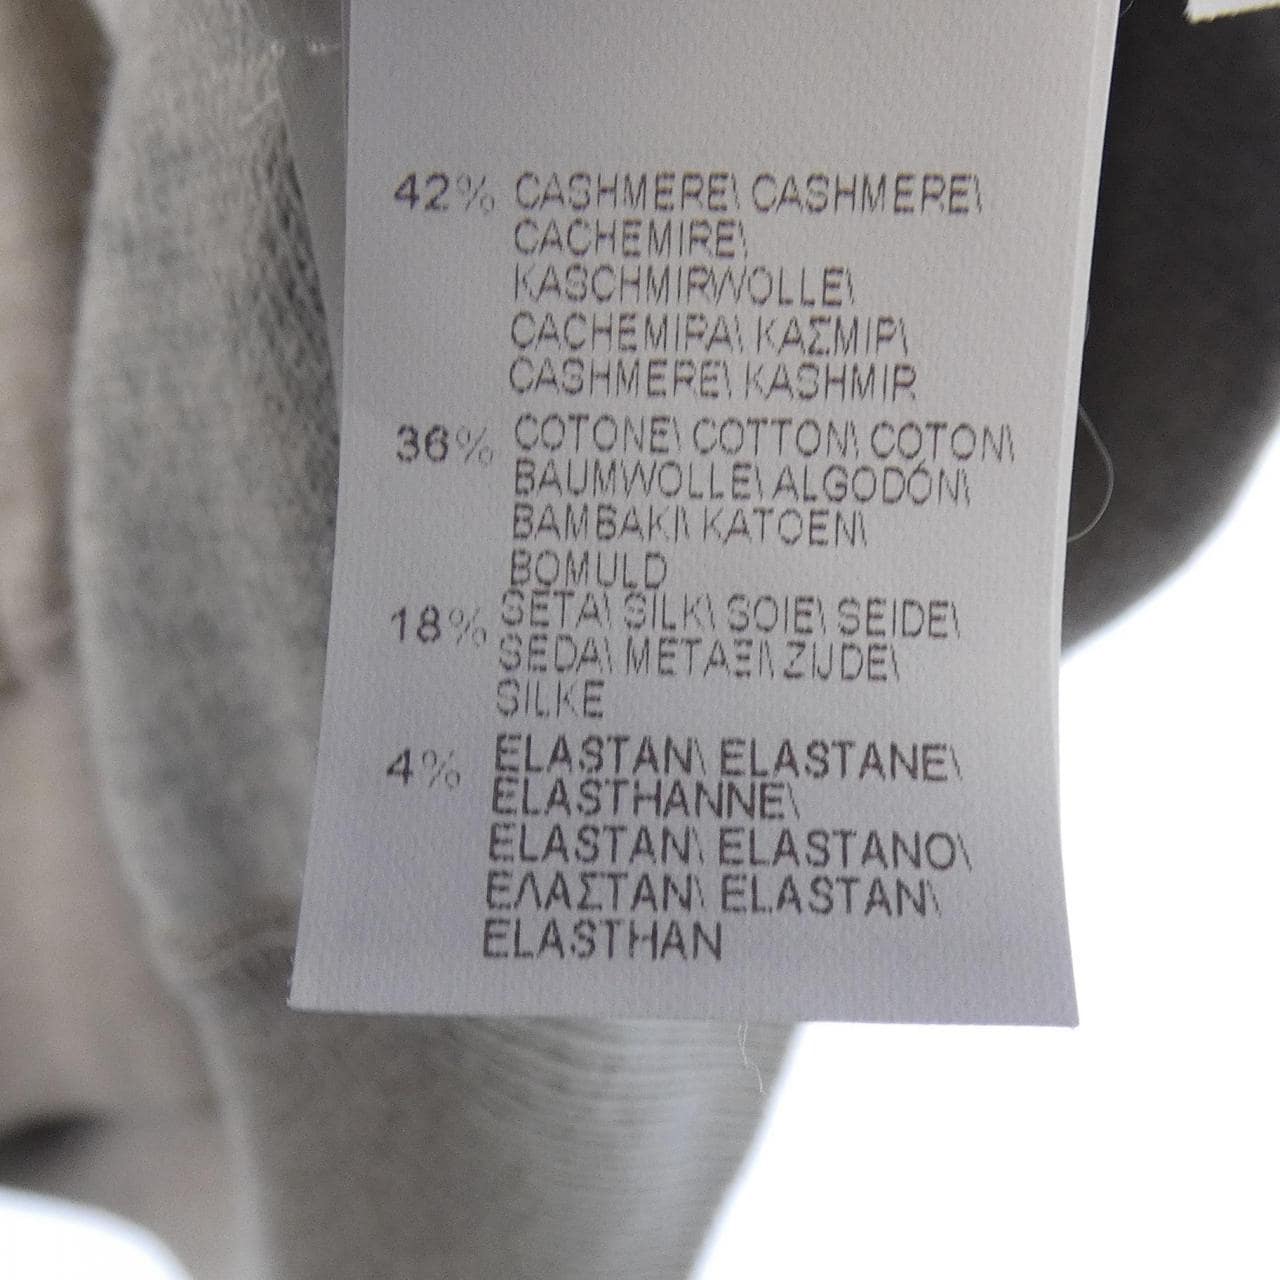 42% CASHMERE\ CASHMERE\
CACHEMIRE\
KASCHMIRWOLLE\
CACHEMIRA\ ΚΑΣΜΙΡ\
CASHMERE\ KASHMIR
36% COTONE\ COTTON\ COTON\
BAUMWOLLE\ ALGODÓN\
ΒΑΜΒΑΚΙ\ KATOEN\
BOMULD
18% SETA\ SILK\ SOIE\ SEIDE\
SEDA\ ΜΕΤΑΞΙ\ ZIJDE\
SILKE
4% ELASTAN\ ELASTANE\
ELASTHANNE\
ELASTAN\ ELASTANO\
ΕΛΑΣΤΑΝ\ ELASTAN\
ELASTHAN